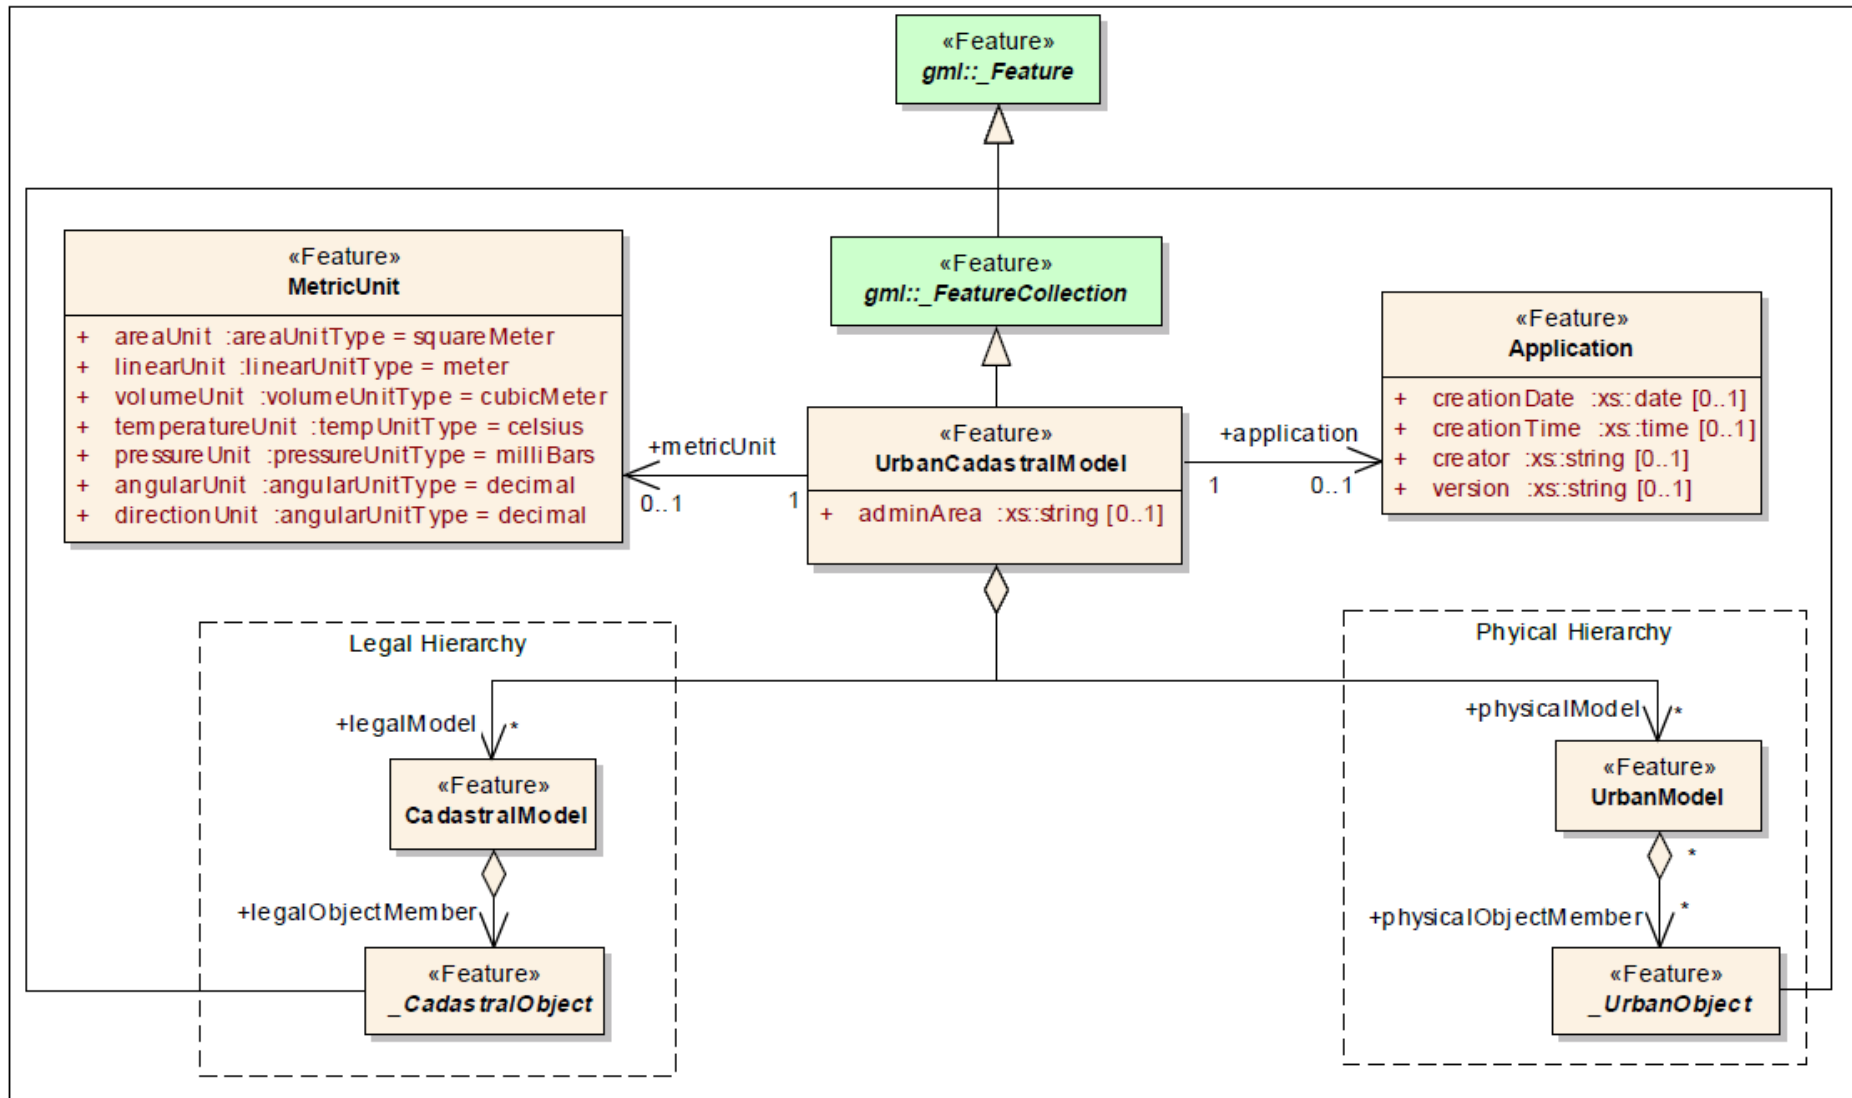 «Feature»
gml::_Feature
«Feature»
MetricUnit
+ areaUnit :areaUnitType = squareMeter
+ linearUnit :linearUnitType = meter
+ volumeUnit :volumeUnitType = cubicMeter
+ temperatureUnit :tempUnitType = celsius
+ pressureUnit :pressureUnitType = milliBars
+ angularUnit :angularUnitType = decimal
+ directionUnit :angularUnitType = decimal
«Feature»
gml::_FeatureCollection
«Feature»
Application
+ creationDate :xs::date [0..1]
+ creationTime :xs::time [0..1]
+ creator :xs::string [0..1]
+ version :xs::string [0..1]
+metricUnit
0..1
1
«Feature»
UrbanCadastralModel
+ adminArea :xs::string [0..1]
+application
1
0..1
Legal Hierarchy
+legalModel
*
«Feature»
CadastralModel
+legalObjectMember
«Feature»
_CadastralObject
Phyical Hierarchy
+physicalModel
*
«Feature»
UrbanModel
*
+physicalObjectMember
*
«Feature»
_UrbanObject